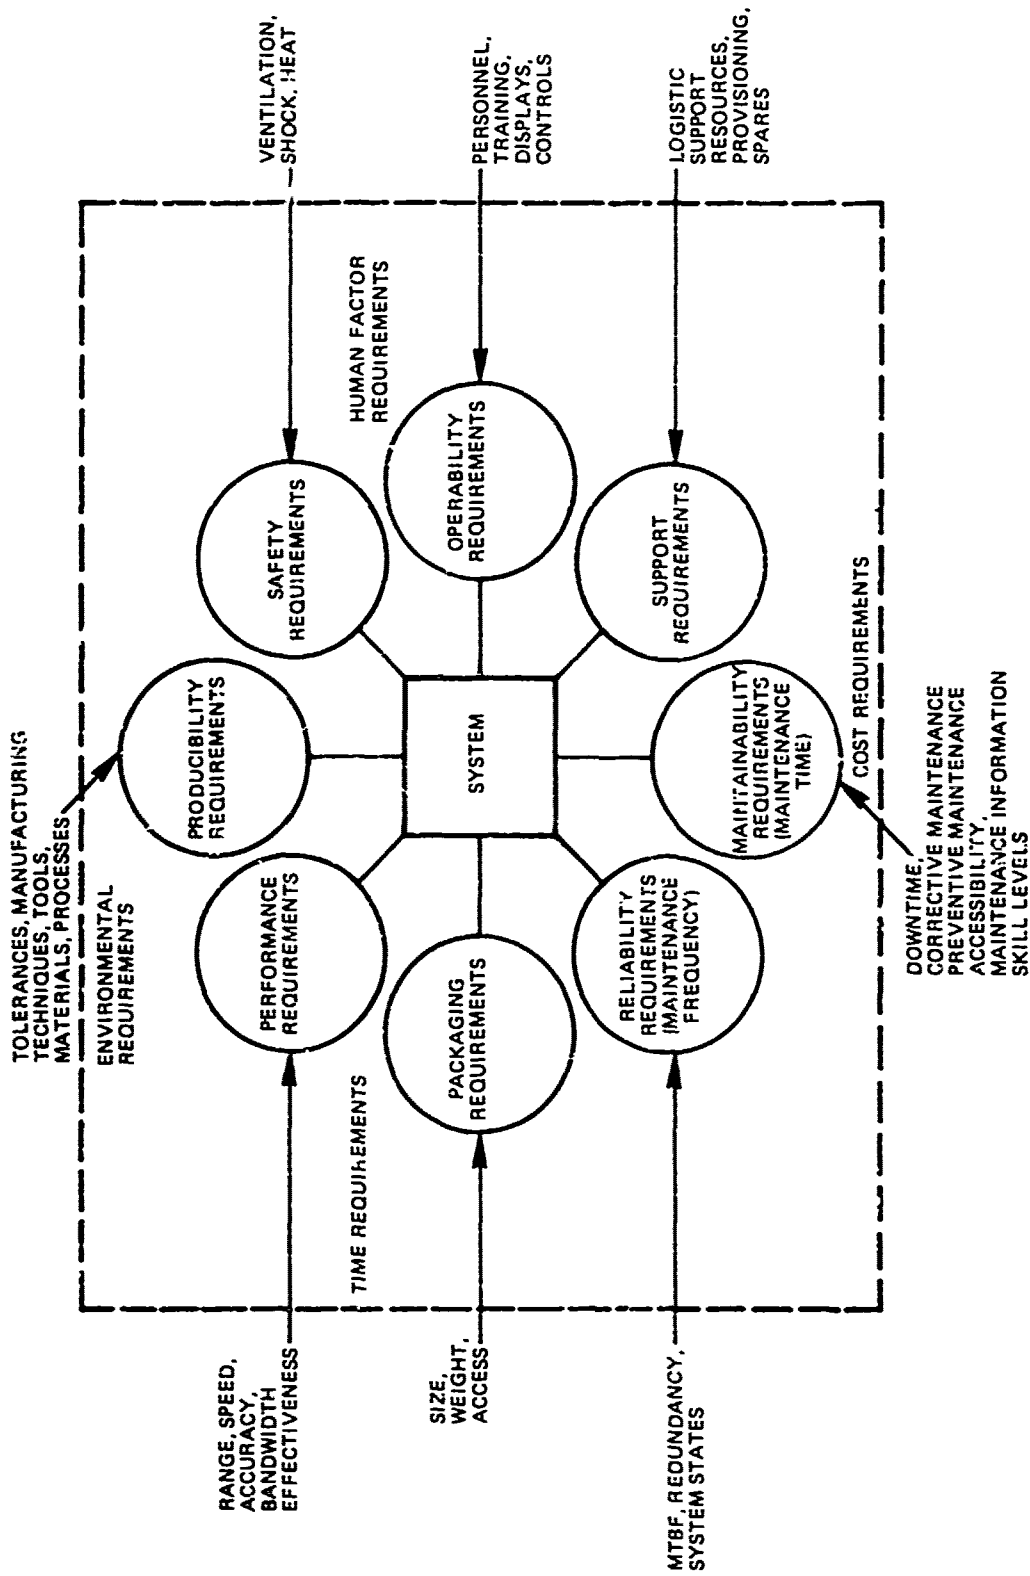 TOLERANCES, MANUFACTURING
TECHNIQUES, TOOLS,
MATERIALS, PROCESSES
ENVIRONMENTAL
REQUIREMENTS
RANGE, SPEED,
ACCURACY,
BANDWIDTH
EFFECTIVENESS
PERFORMANCE
REQUIREMENTS
PRODUCIBILITY
REQUIREMENTS
SAFETY
REQUIREMENTS
VENTILATION,
SHOCK, HEAT
TIME REQUIREMENTS
HUMAN FACTOR
REQUIREMENTS
SIZE,
WEIGHT,
ACCESS
PACKAGING
REQUIREMENTS
SYSTEM
OPERABILITY
REQUIREMENTS
PERSONNEL,
TRAINING,
DISPLAYS,
CONTROLS
MTBF, REDUNDANCY,
SYSTEM STATES
RELIABILITY
REQUIREMENTS
(MAINTENANCE
FREQUENCY)
MAINTAINABILITY
REQUIREMENTS
(MAINTENANCE
TIME)
SUPPORT
REQUIREMENTS
LOGISTIC
SUPPORT
RESOURCES,
PROVISIONING,
SPARES
COST REQUIREMENTS
DOWNTIME,
CORRECTIVE MAINTENANCE
PREVENTIVE MAINTENANCE
ACCESSIBILITY,
MAINTENANCE INFORMATION
SKILL LEVELS